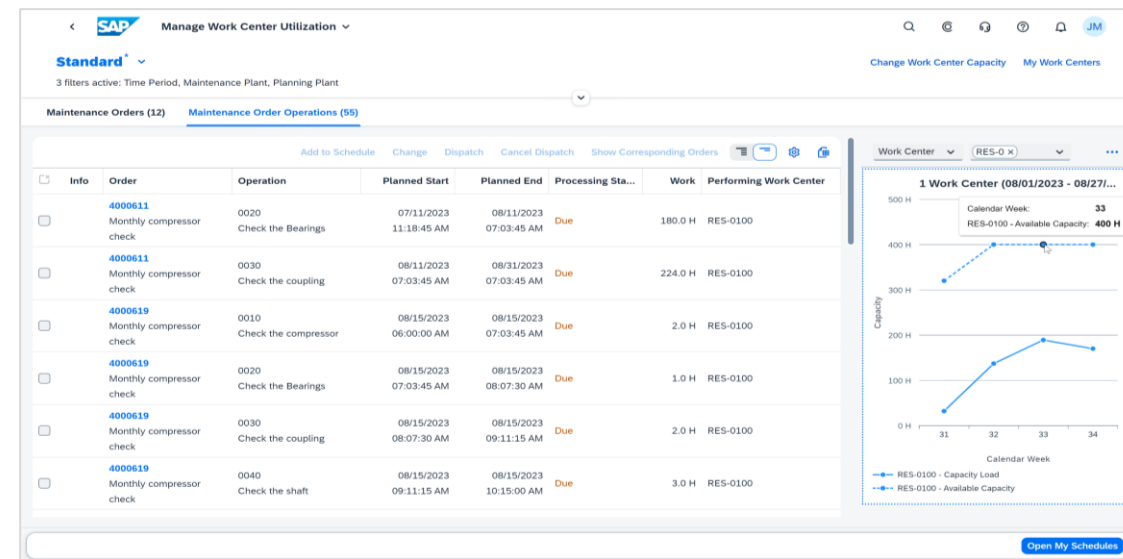 SAP
Manage Work Center Utilization
JM
Standard*
Change Work Center Capacity
My Work Centers
3 filters active: Time Period, Maintenance Plant, Planning Plant
Maintenance Orders (12)
Maintenance Order Operations (55)
Add to Schedule
Change
Dispatch
Cancel Dispatch
Show Corresponding Orders
Info
Order
Operation
Planned Start
Planned End
Processing Sta...
Work
Performing Work Center
4000611
Monthly compressor
check
0020
Check the Bearings
07/11/2023
11:18:45 AM
08/11/2023
07:03:45 AM
Due
180.0 H
RES-0100
4000611
Monthly compressor
check
0030
Check the coupling
08/11/2023
07:03:45 AM
08/31/2023
07:03:45 AM
Due
224.0 H
RES-0100
4000619
Monthly compressor
check
0010
Check the compressor
08/15/2023
06:00:00 AM
08/15/2023
07:03:45 AM
Due
2.0 H
RES-0100
4000619
Monthly compressor
check
0020
Check the Bearings
08/15/2023
07:03:45 AM
08/15/2023
08:07:30 AM
Due
1.0 H
RES-0100
4000619
Monthly compressor
check
0030
Check the coupling
08/15/2023
08:07:30 AM
08/15/2023
09:11:15 AM
Due
2.0 H
RES-0100
4000619
Monthly compressor
check
0040
Check the shaft
08/15/2023
09:11:15 AM
08/15/2023
10:15:00 AM
Due
3.0 H
RES-0100
Work Center
RES-0 ×
...
1 Work Center (08/01/2023 - 08/27/...
Calendar Week: 33
RES-0100 - Available Capacity: 400 H
500 H
400 H
300 H
200 H
100 H
0 H
Capacity
31
32
33
34
Calendar Week
RES-0100 - Capacity Load
RES-0100 - Available Capacity
Open My Schedules